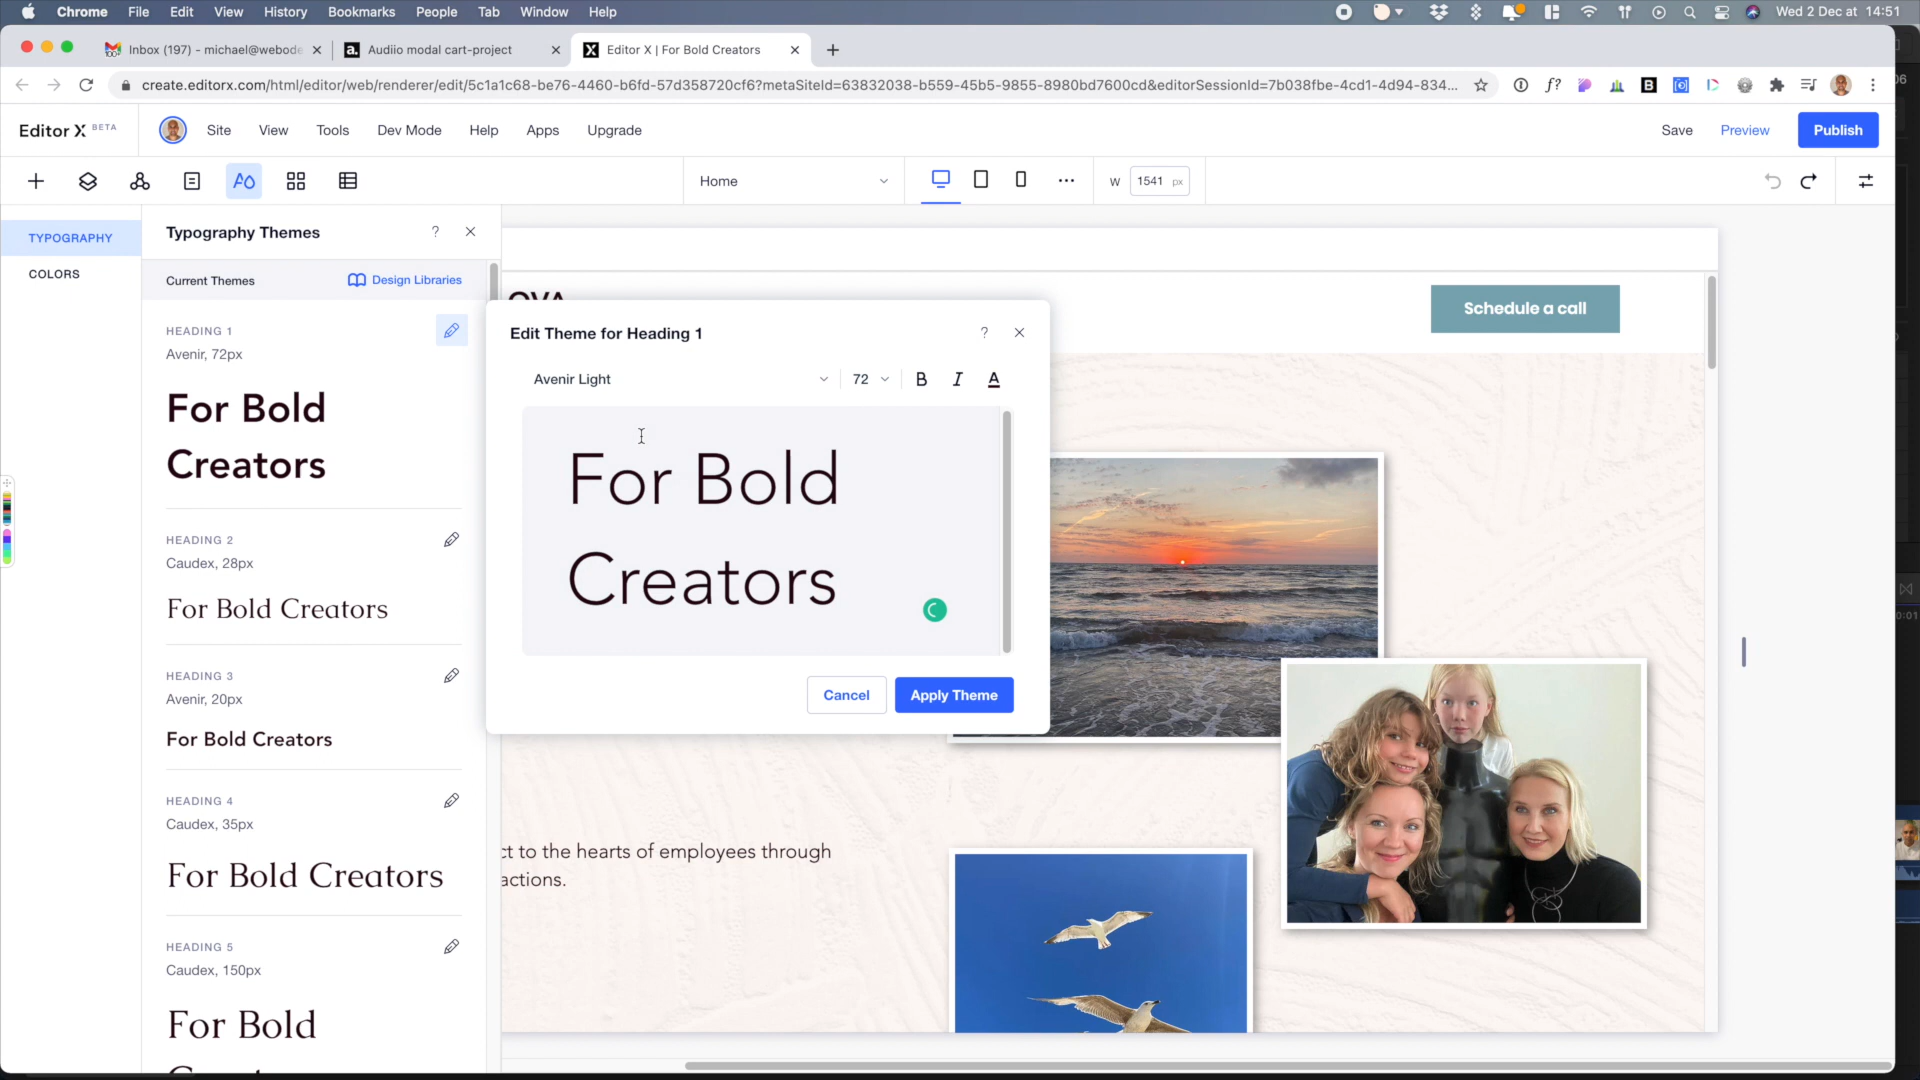 Chrome File Edit View History Bookmarks People Tab Window Help
Wed 2 Dec at 14:51
Inbox (197) - michael@webode
Audiio modal cart-project
Editor X | For Bold Creators
create.editorx.com/html/editor/web/renderer/edit/5c1a1c68-be76-4460-b6fd-57d358720cf6?metaSiteId=63832038-b559-45b5-9855-8980bd7600cd&editorSessionId=7b038fbe-4cd1-4d94-834...
Editor X BETA
Site View Tools Dev Mode Help Apps Upgrade
Save Preview Publish
Home
W 1541 px
TYPOGRAPHY
COLORS
Typography Themes ?
Current Themes
Design Libraries
HEADING 1
Avenir, 72px
For Bold
Creators
HEADING 2
Caudex, 28px
For Bold Creators
HEADING 3
Avenir, 20px
For Bold Creators
HEADING 4
Caudex, 35px
For Bold Creators
HEADING 5
Caudex, 150px
For Bold
Edit Theme for Heading 1 ?
Avenir Light 72 B I A
For Bold
Creators
Cancel Apply Theme
Schedule a call
ct to the hearts of employees through
actions.